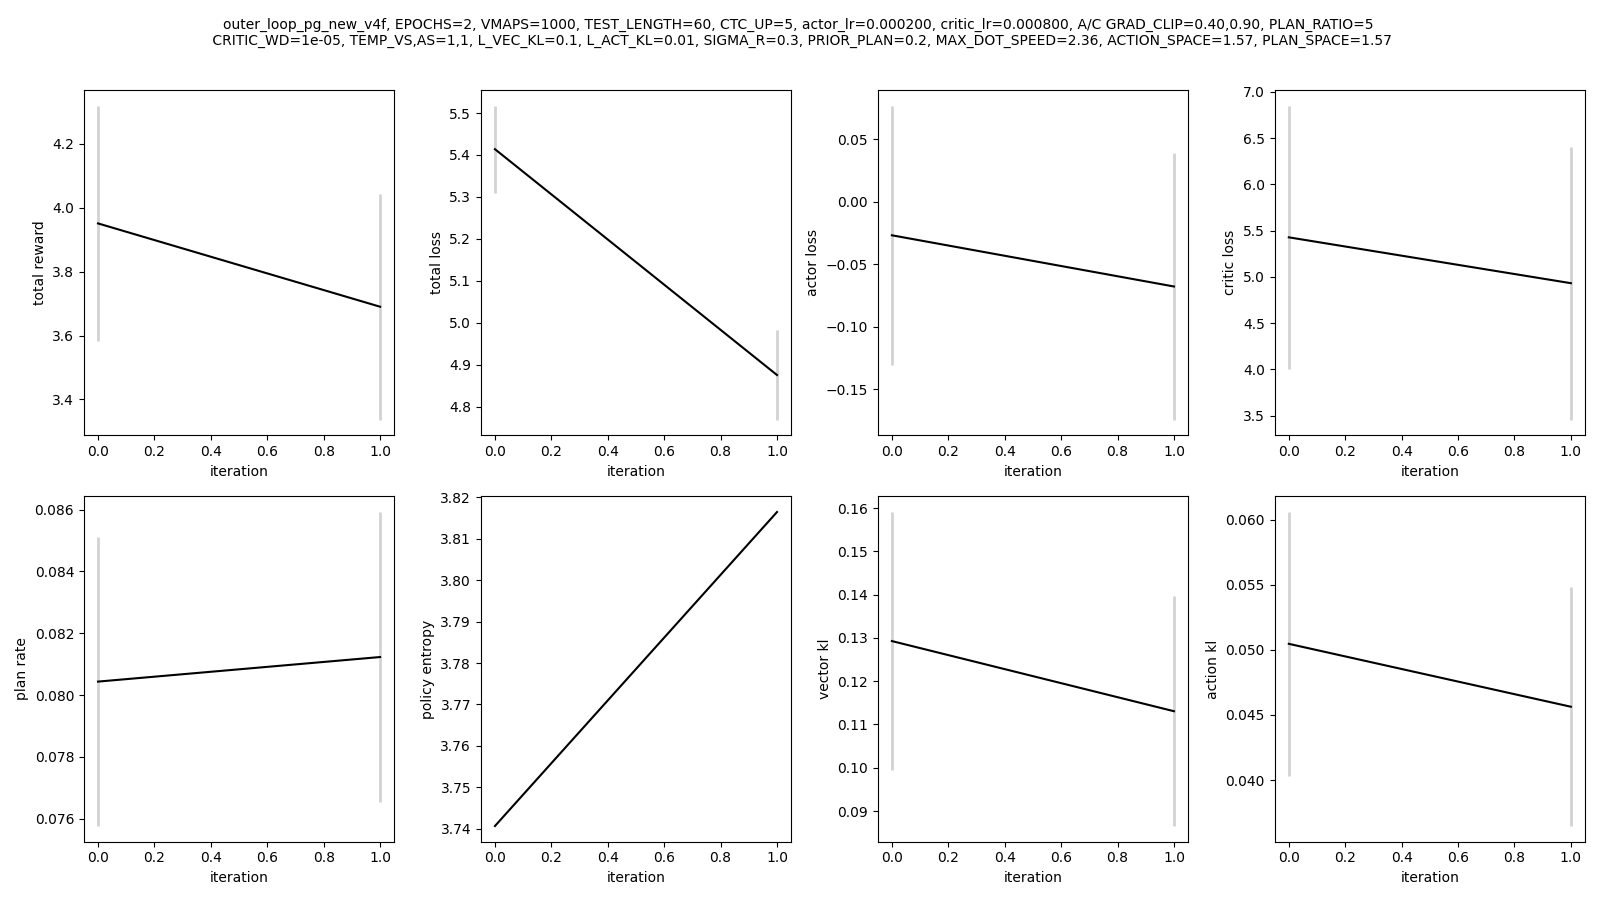 outer_loop_pg_new_v4f, EPOCHS=2, VMAPS=1000, TEST_LENGTH=60, CTC_UP=5, actor_lr=0.000200, critic_lr=0.000800, A/C GRAD_CLIP=0.40,0.90, PLAN_RATIO=5
CRITIC_WD=1e-05, TEMP_VS,AS=1,1, L_VEC_KL=0.1, L_ACT_KL=0.01, SIGMA_R=0.3, PRIOR_PLAN=0.2, MAX_DOT_SPEED=2.36, ACTION_SPACE=1.57, PLAN_SPACE=1.57
total reward
4.2
4.0
3.8
3.6
3.4
0.0 0.2 0.4 0.6 0.8 1.0
iteration
total loss
5.5
5.4
5.3
5.2
5.1
5.0
4.9
4.8
0.0 0.2 0.4 0.6 0.8 1.0
iteration
actor loss
0.05
0.00
−0.05
−0.10
−0.15
0.0 0.2 0.4 0.6 0.8 1.0
iteration
critic loss
7.0
6.5
6.0
5.5
5.0
4.5
4.0
3.5
0.0 0.2 0.4 0.6 0.8 1.0
iteration
plan rate
0.086
0.084
0.082
0.080
0.078
0.076
0.0 0.2 0.4 0.6 0.8 1.0
iteration
policy entropy
3.82
3.81
3.80
3.79
3.78
3.77
3.76
3.75
3.74
0.0 0.2 0.4 0.6 0.8 1.0
iteration
vector kl
0.16
0.15
0.14
0.13
0.12
0.11
0.10
0.09
0.0 0.2 0.4 0.6 0.8 1.0
iteration
action kl
0.060
0.055
0.050
0.045
0.040
0.0 0.2 0.4 0.6 0.8 1.0
iteration